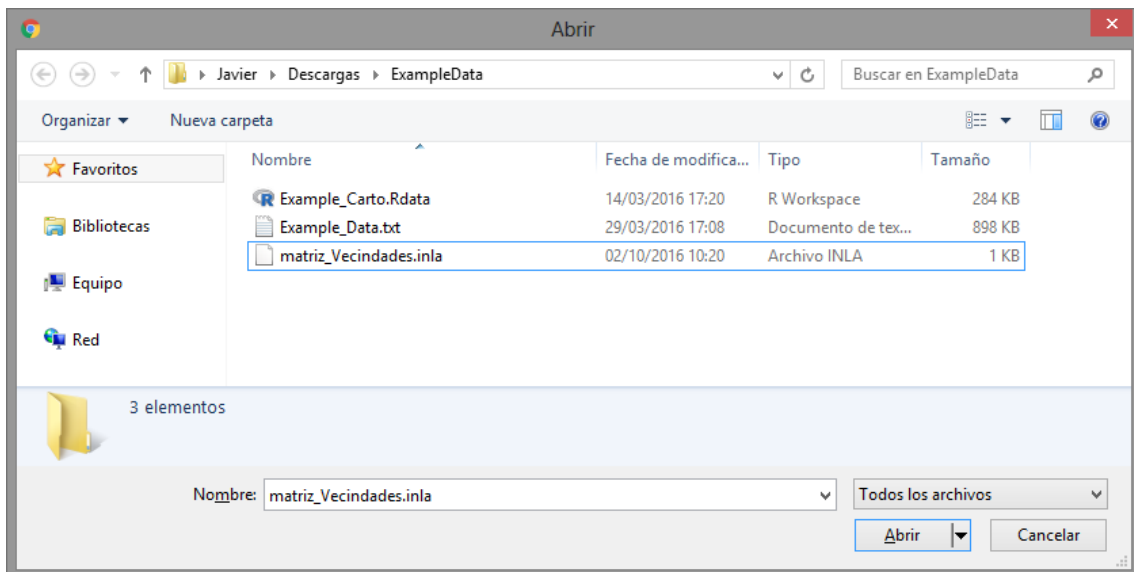 Abrir
Javier Descargas ExampleData
Buscar en ExampleData
Organizar
Nueva carpeta
Favoritos
Bibliotecas
Equipo
Red
Nombre Fecha de modifica... Tipo Tamaño
Example_Carto.Rdata 14/03/2016 17:20 R Workspace 284 KB
Example_Data.txt 29/03/2016 17:08 Documento de tex... 898 KB
matriz_Vecindades.inla 02/10/2016 10:20 Archivo INLA 1 KB
3 elementos
Nombre: matriz_Vecindades.inla
Todos los archivos
Abrir
Cancelar